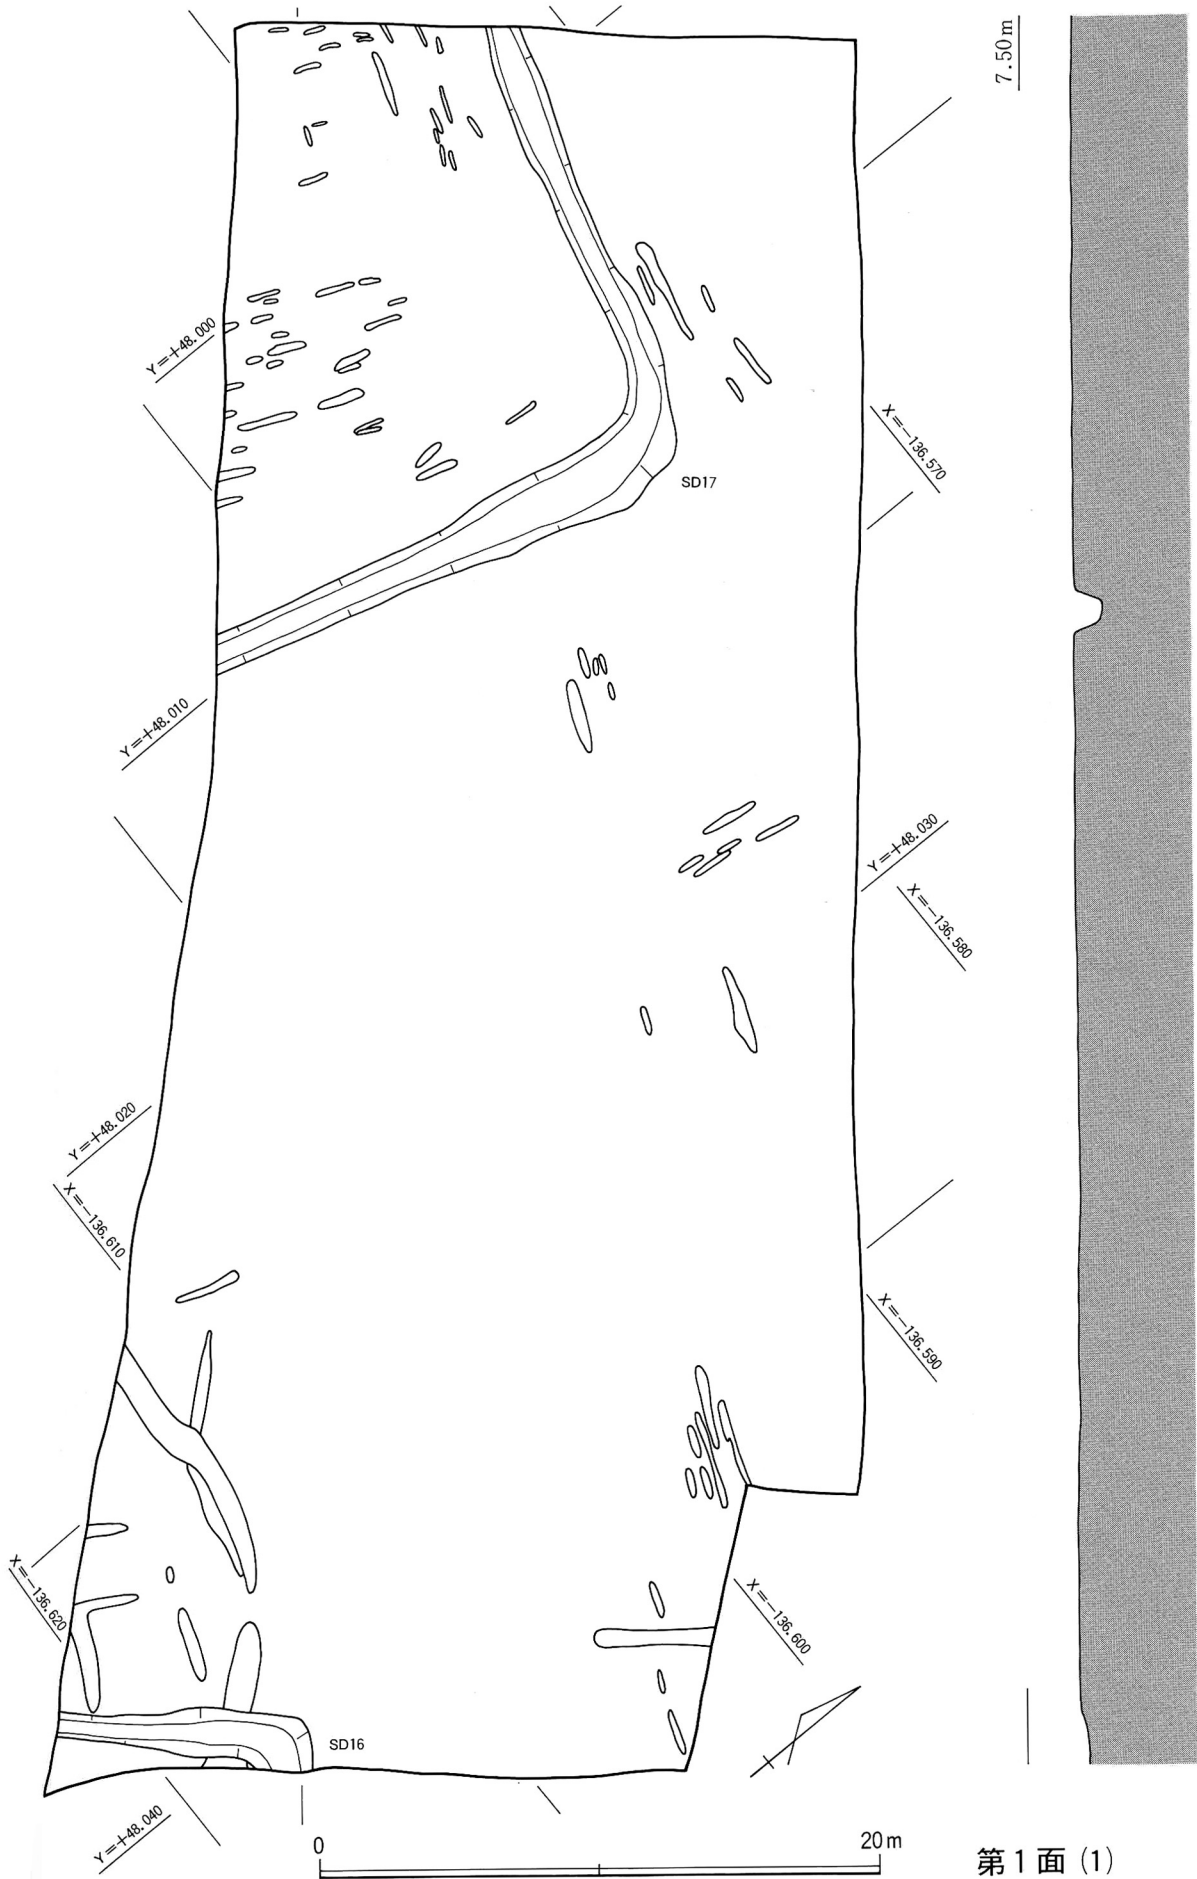 7.50m
Y=+48.000
X=-136.570
SD17
Y=+48.010
Y=+48.030
X=-136.580
Y=+48.020
X=-136.610
X=-136.590
X=-136.620
X=-136.600
SD16
Y=+48.040
0
20m
第1面 (1)